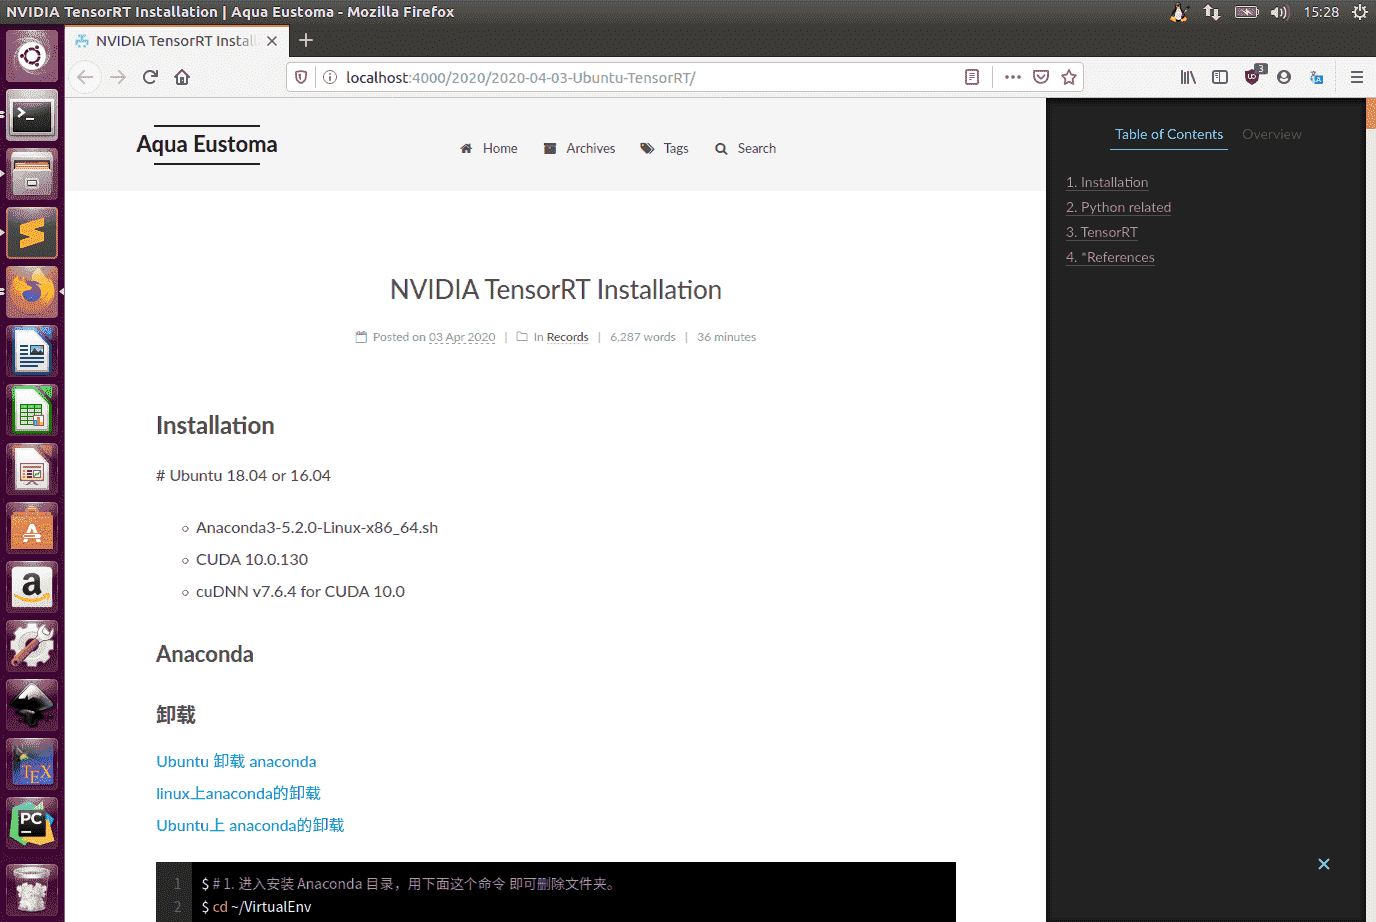 NVIDIA TensorRT Installation | Aqua Eustoma - Mozilla Firefox
15:28
NVIDIA TensorRT Install
localhost:4000/2020/2020-04-03-Ubuntu-TensorRT/
3
Aqua Eustoma
Home
Archives
Tags
Search
Table of Contents
Overview
1. Installation
2. Python related
3. TensorRT
4. *References
NVIDIA TensorRT Installation
Posted on 03 Apr 2020 | In Records | 6,287 words | 36 minutes
Installation
# Ubuntu 18.04 or 16.04
Anaconda3-5.2.0-Linux-x86_64.sh
CUDA 10.0.130
cuDNN v7.6.4 for CUDA 10.0
Anaconda
卸载
Ubuntu 卸载 anaconda
linux上anaconda的卸载
Ubuntu上 anaconda的卸载
1 $ # 1. 进入安装 Anaconda 目录，用下面这个命令 即可删除文件夹。
2 $ cd ~/VirtualEnv
>_
A
a
TEX
PC